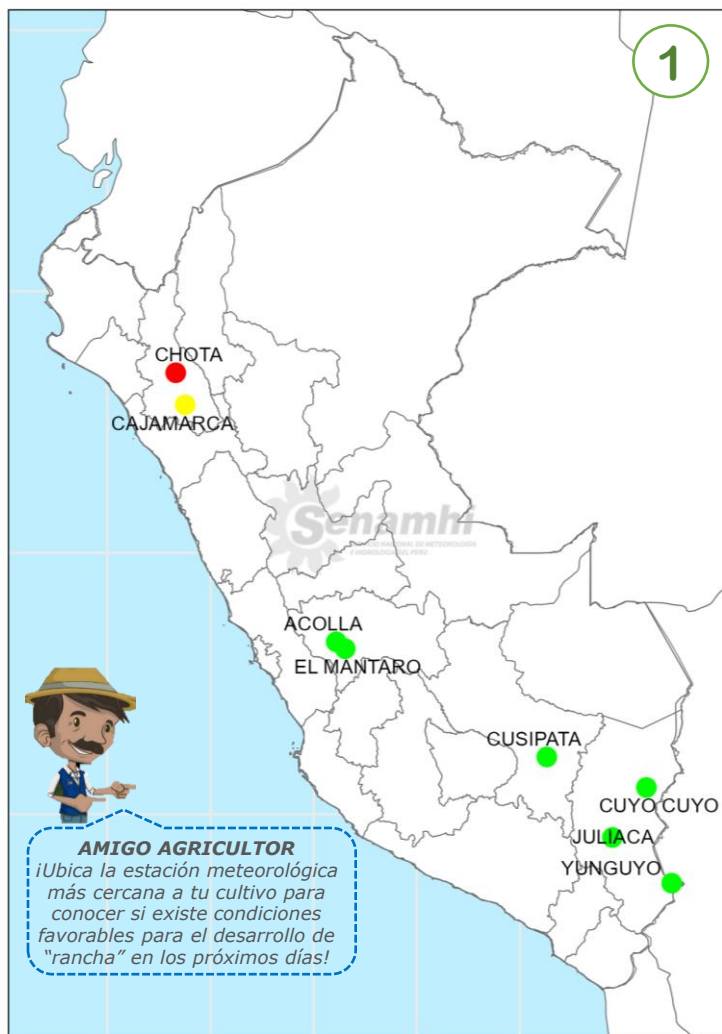 1
CHOTA
CAJAMARCA
Senamhi
ACOLLA
EL MANTARO
CUSIPATA
CUYO CUYO
JULIACA
YUNGUYO
AMIGO AGRICULTOR
¡Ubica la estación meteorológica
más cercana a tu cultivo para
conocer si existe condiciones
favorables para el desarrollo de
“rancha” en los próximos días!